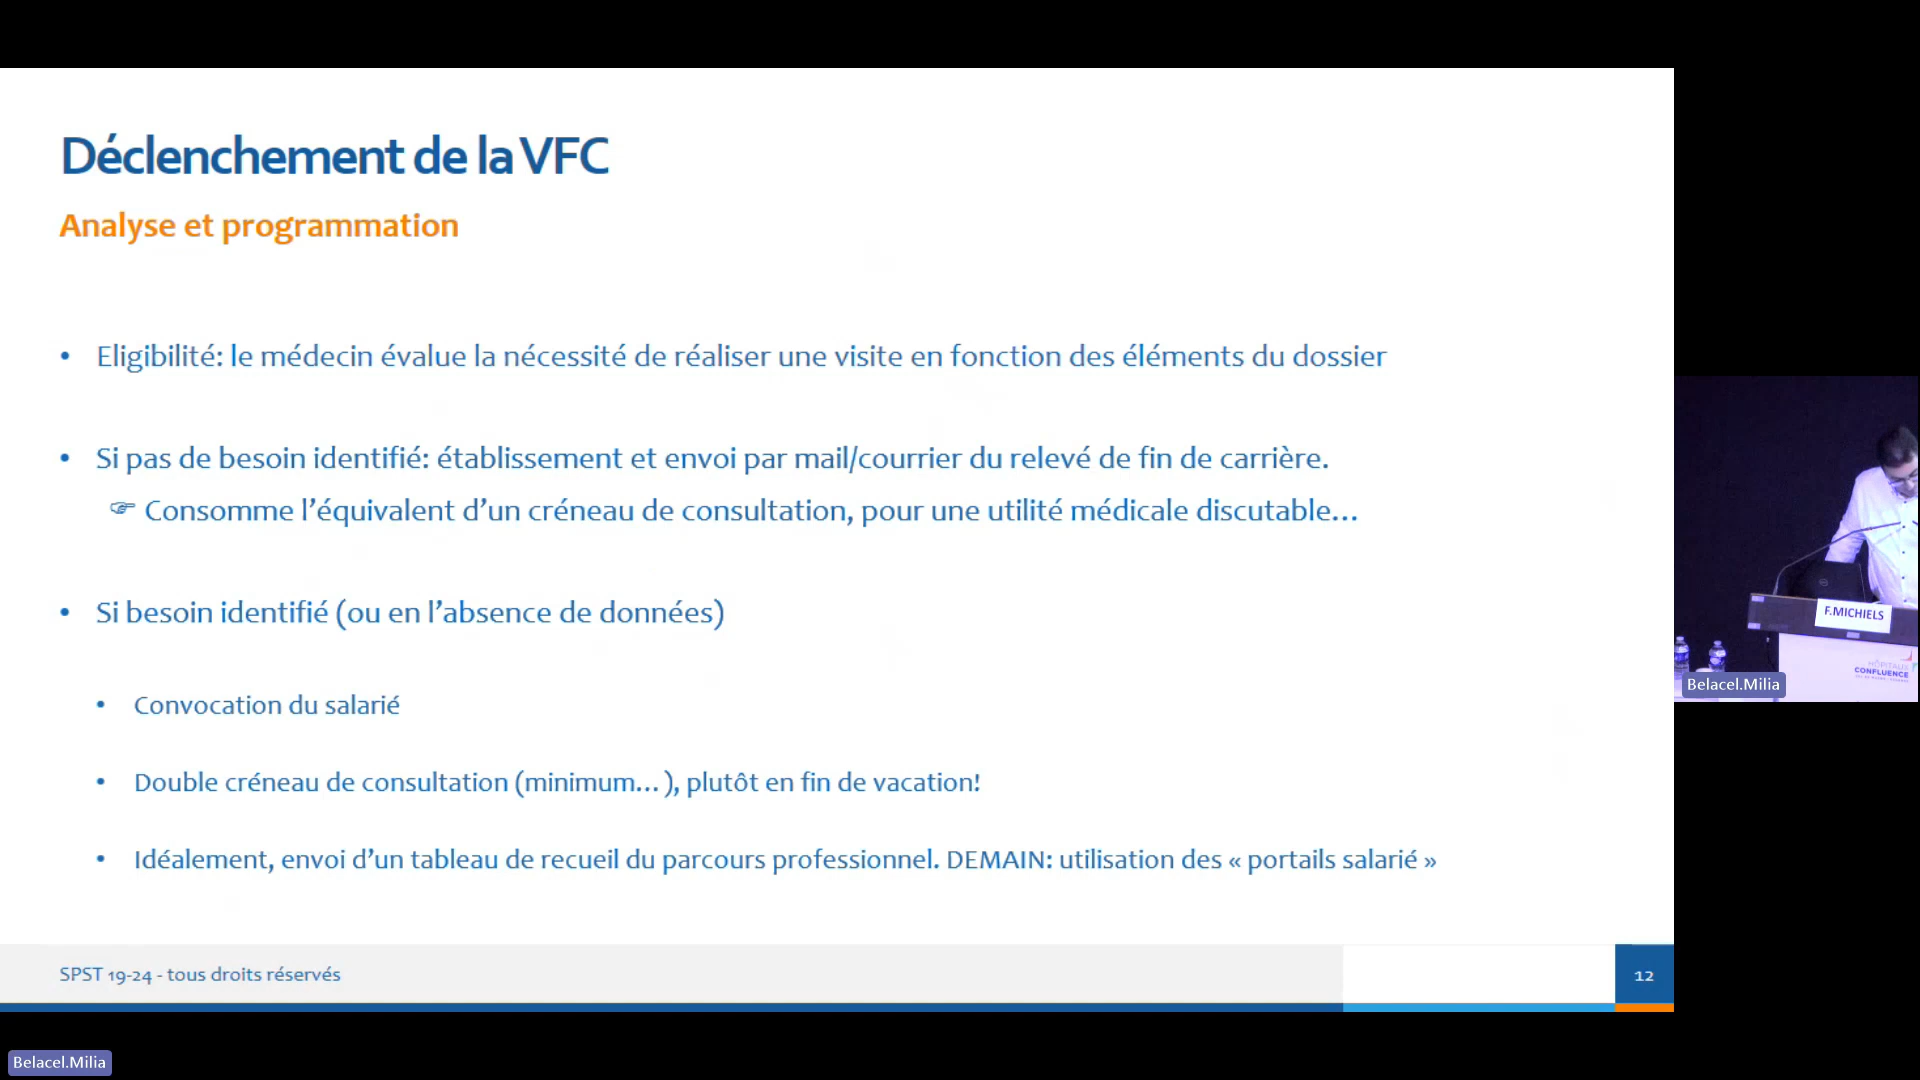 Déclenchement de la VFC
Analyse et programmation
• Eligibilité: le médecin évalue la nécessité de réaliser une visite en fonction des éléments du dossier
• Si pas de besoin identifié: établissement et envoi par mail/courrier du relevé de fin de carrière.
☞ Consomme l’équivalent d’un créneau de consultation, pour une utilité médicale discutable…
• Si besoin identifié (ou en l’absence de données)
• Convocation du salarié
• Double créneau de consultation (minimum… ), plutôt en fin de vacation!
• Idéalement, envoi d’un tableau de recueil du parcours professionnel. DEMAIN: utilisation des « portails salarié »
SPST 19-24 - tous droits réservés
12
F.MICHIELS
HÔPITAUX
CONFLUENCE
Belacel.Milia
Belacel.Milia